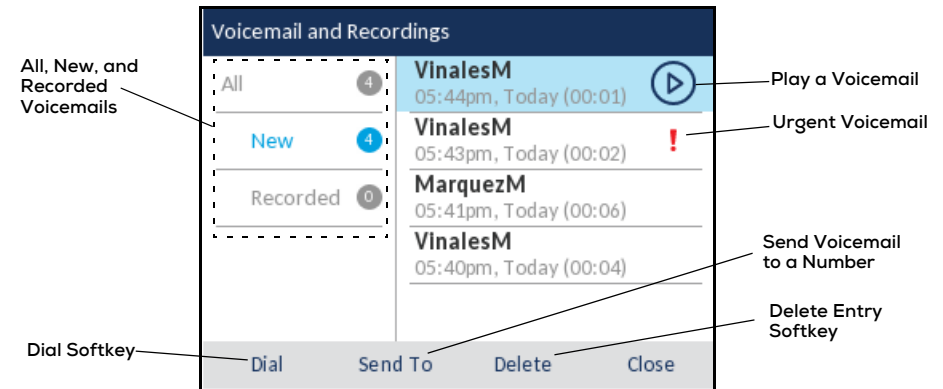 Voicemail and Recordings
All, New, and
Recorded
Voicemails
All 4
New 4
Recorded 0
VinalesM
05:44pm, Today (00:01)
VinalesM
05:43pm, Today (00:02)
!
MarquezM
05:41pm, Today (00:06)
VinalesM
05:40pm, Today (00:04)
Play a Voicemail
Urgent Voicemail
Send Voicemail
to a Number
Delete Entry
Softkey
Dial Softkey
Dial Send To Delete Close